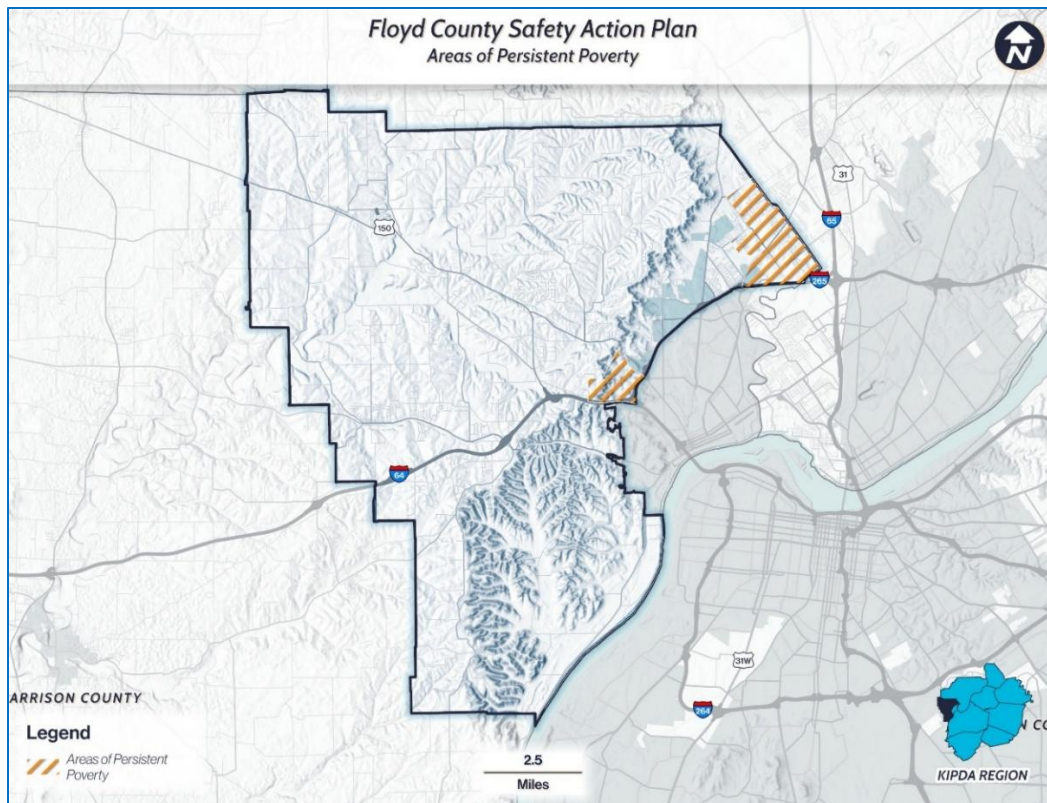 Floyd County Safety Action Plan
Areas of Persistent Poverty
N
31
65
150
265
64
31W
264
ARRISON COUNTY
N CO
Legend
Areas of Persistent
Poverty
2.5
Miles
KIPDA REGION